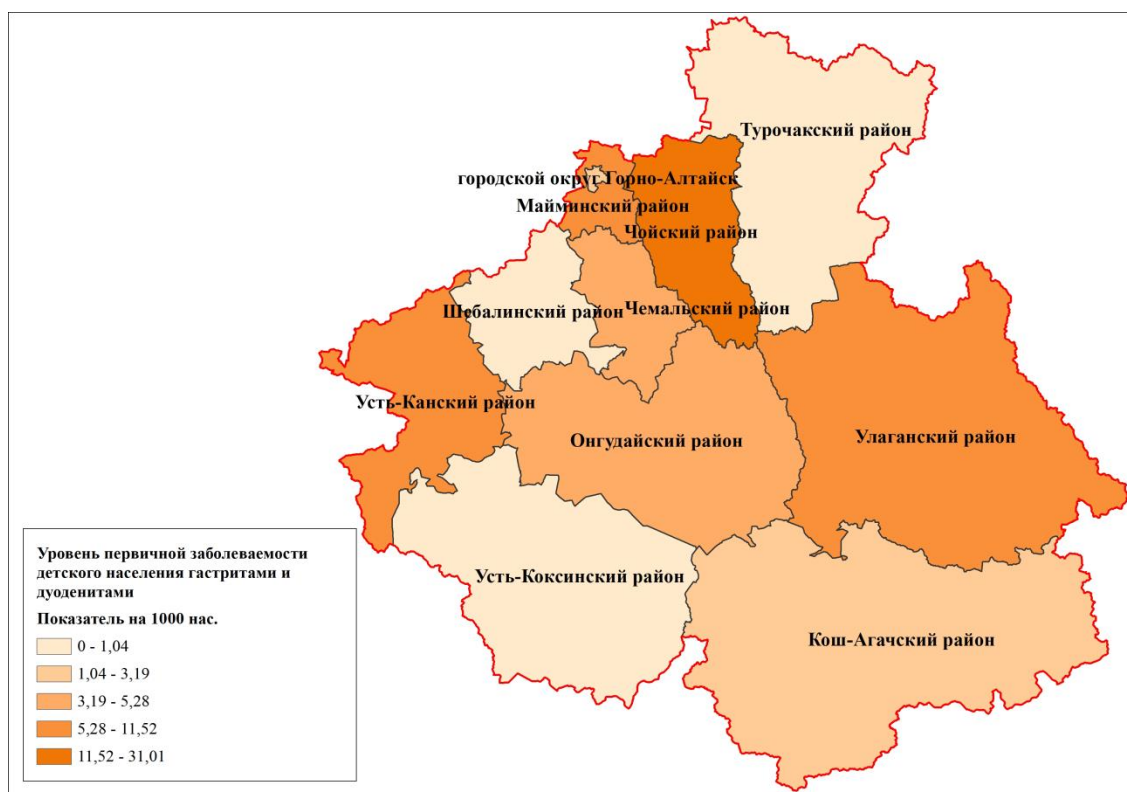 Турочакский район
городской округ Горно-Алтайск
Майминский район
Чойский район
Шебалинский район
Чемальский район
Усть-Канский район
Онгудайский район
Улаганский район
Усть-Коксинский район
Кош-Агачский район
Уровень первичной заболеваемости
детского населения гастритами и
дуоденитами
Показатель на 1000 нас.
0 - 1,04
1,04 - 3,19
3,19 - 5,28
5,28 - 11,52
11,52 - 31,01